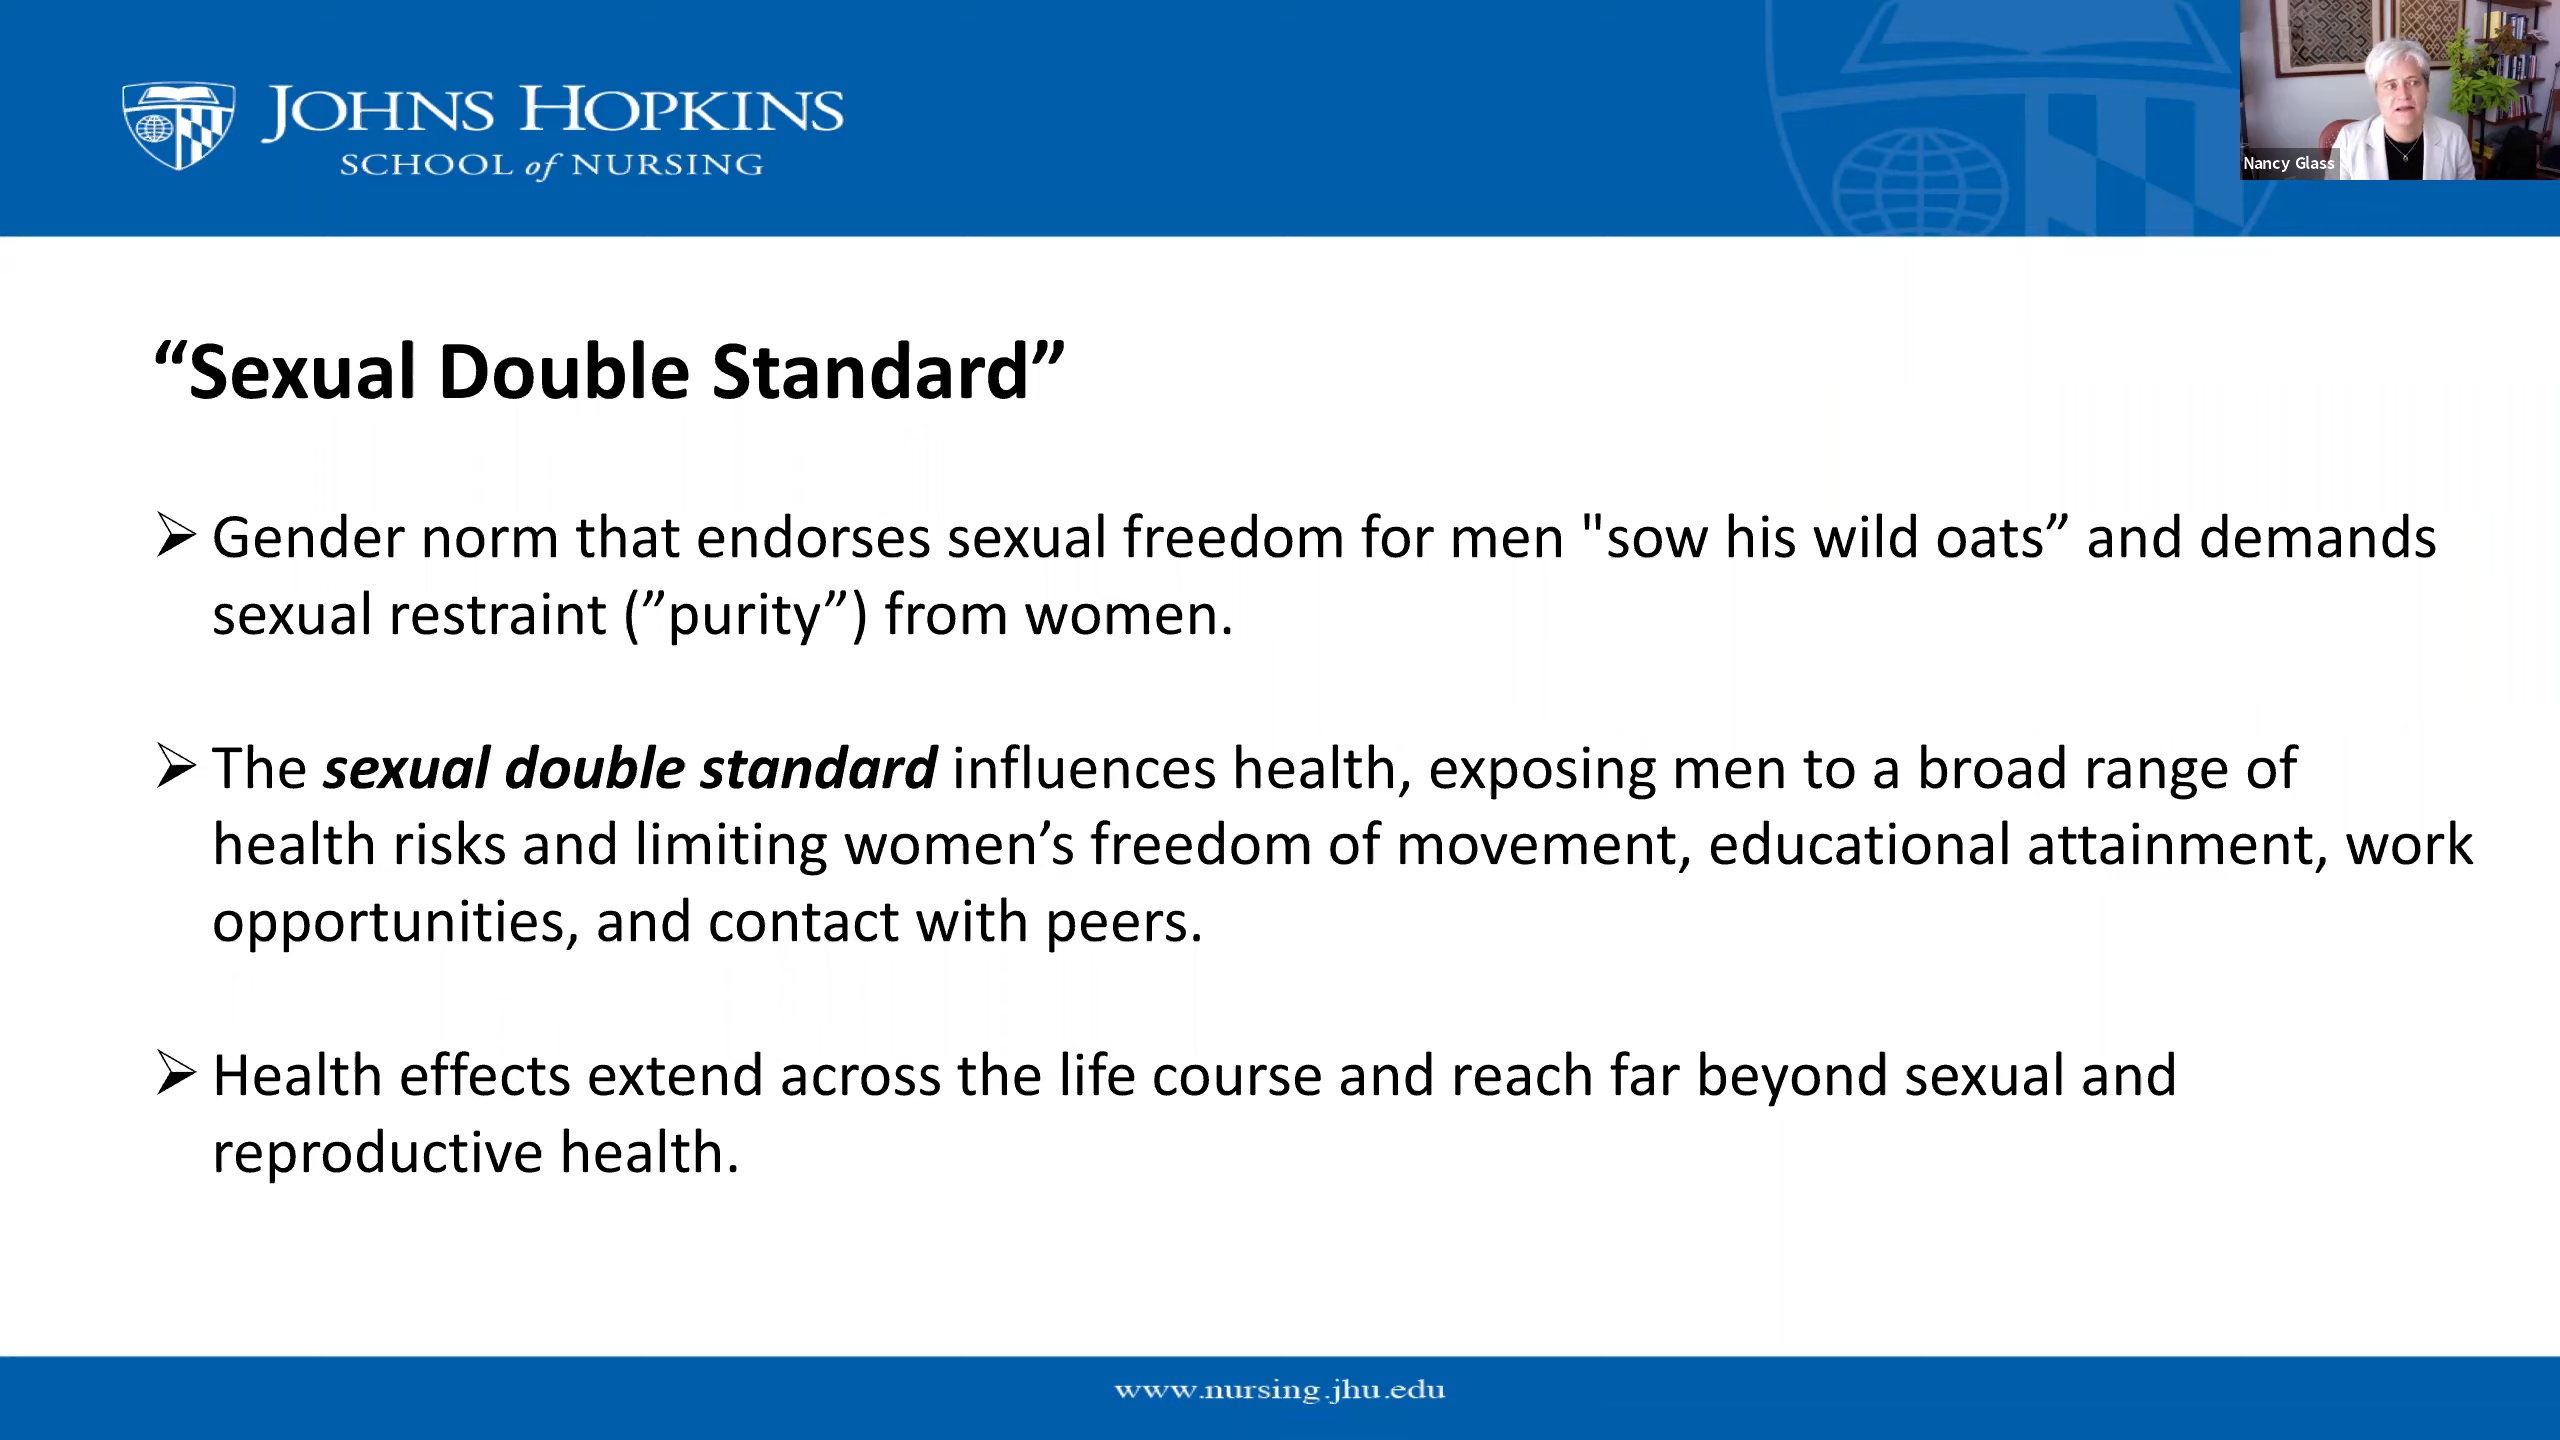 JOHNS HOPKINS
SCHOOL of NURSING
Nancy Glass
“Sexual Double Standard”
Gender norm that endorses sexual freedom for men "sow his wild oats” and demands
sexual restraint (”purity”) from women.
The sexual double standard influences health, exposing men to a broad range of
health risks and limiting women’s freedom of movement, educational attainment, work
opportunities, and contact with peers.
Health effects extend across the life course and reach far beyond sexual and
reproductive health.
www.nursing.jhu.edu